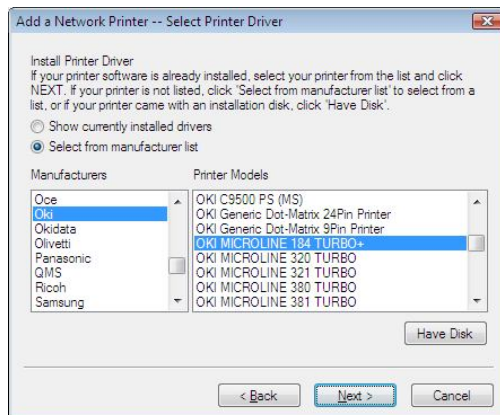 Add a Network Printer -- Select Printer Driver
Install Printer Driver
If your printer software is already installed, select your printer from the list and click
NEXT. If your printer is not listed, click 'Select from manufacturer list' to select from a
list, or if your printer came with an installation disk, click 'Have Disk'.
Show currently installed drivers
Select from manufacturer list
Manufacturers
Oce
Oki
Okidata
Olivetti
Panasonic
QMS
Ricoh
Samsung
Printer Models
OKI C9500 PS (MS)
OKI Generic Dot-Matrix 24Pin Printer
OKI Generic Dot-Matrix 9Pin Printer
OKI MICROLINE 184 TURBO+
OKI MICROLINE 320 TURBO
OKI MICROLINE 321 TURBO
OKI MICROLINE 380 TURBO
OKI MICROLINE 381 TURBO
Have Disk
< Back
Next >
Cancel